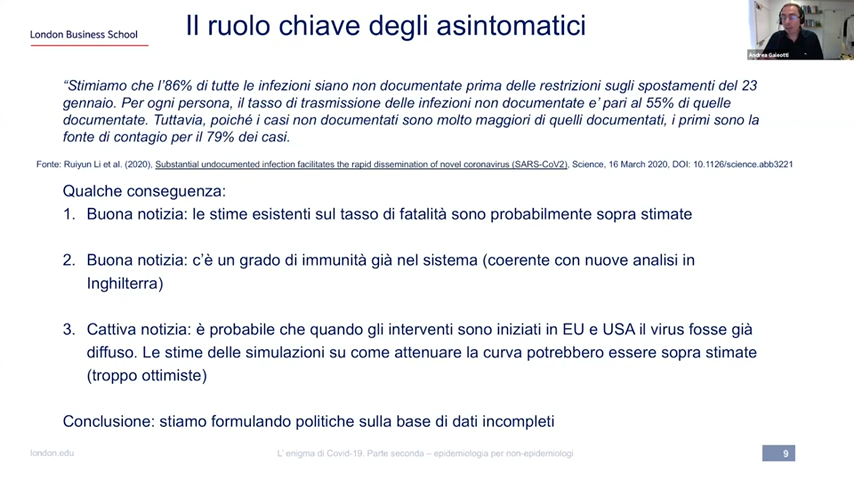 London Business School
Il ruolo chiave degli asintomatici
Andrea Galeotti
“Stimiamo che l’86% di tutte le infezioni siano non documentate prima delle restrizioni sugli spostamenti del 23
gennaio. Per ogni persona, il tasso di trasmissione delle infezioni non documentate e’ pari al 55% di quelle
documentate. Tuttavia, poiché i casi non documentati sono molto maggiori di quelli documentati, i primi sono la
fonte di contagio per il 79% dei casi.
Fonte: Ruiyun Li et al. (2020), Substantial undocumented infection facilitates the rapid dissemination of novel coronavirus (SARS-CoV2), Science, 16 March 2020, DOI: 10.1126/science.abb3221
Qualche conseguenza:
1. Buona notizia: le stime esistenti sul tasso di fatalità sono probabilmente sopra stimate
2. Buona notizia: c’è un grado di immunità già nel sistema (coerente con nuove analisi in
Inghilterra)
3. Cattiva notizia: è probabile che quando gli interventi sono iniziati in EU e USA il virus fosse già
diffuso. Le stime delle simulazioni su come attenuare la curva potrebbero essere sopra stimate
(troppo ottimiste)
Conclusione: stiamo formulando politiche sulla base di dati incompleti
london.edu
L’ enigma di Covid-19. Parte seconda – epidemiologia per non-epidemiologi
9